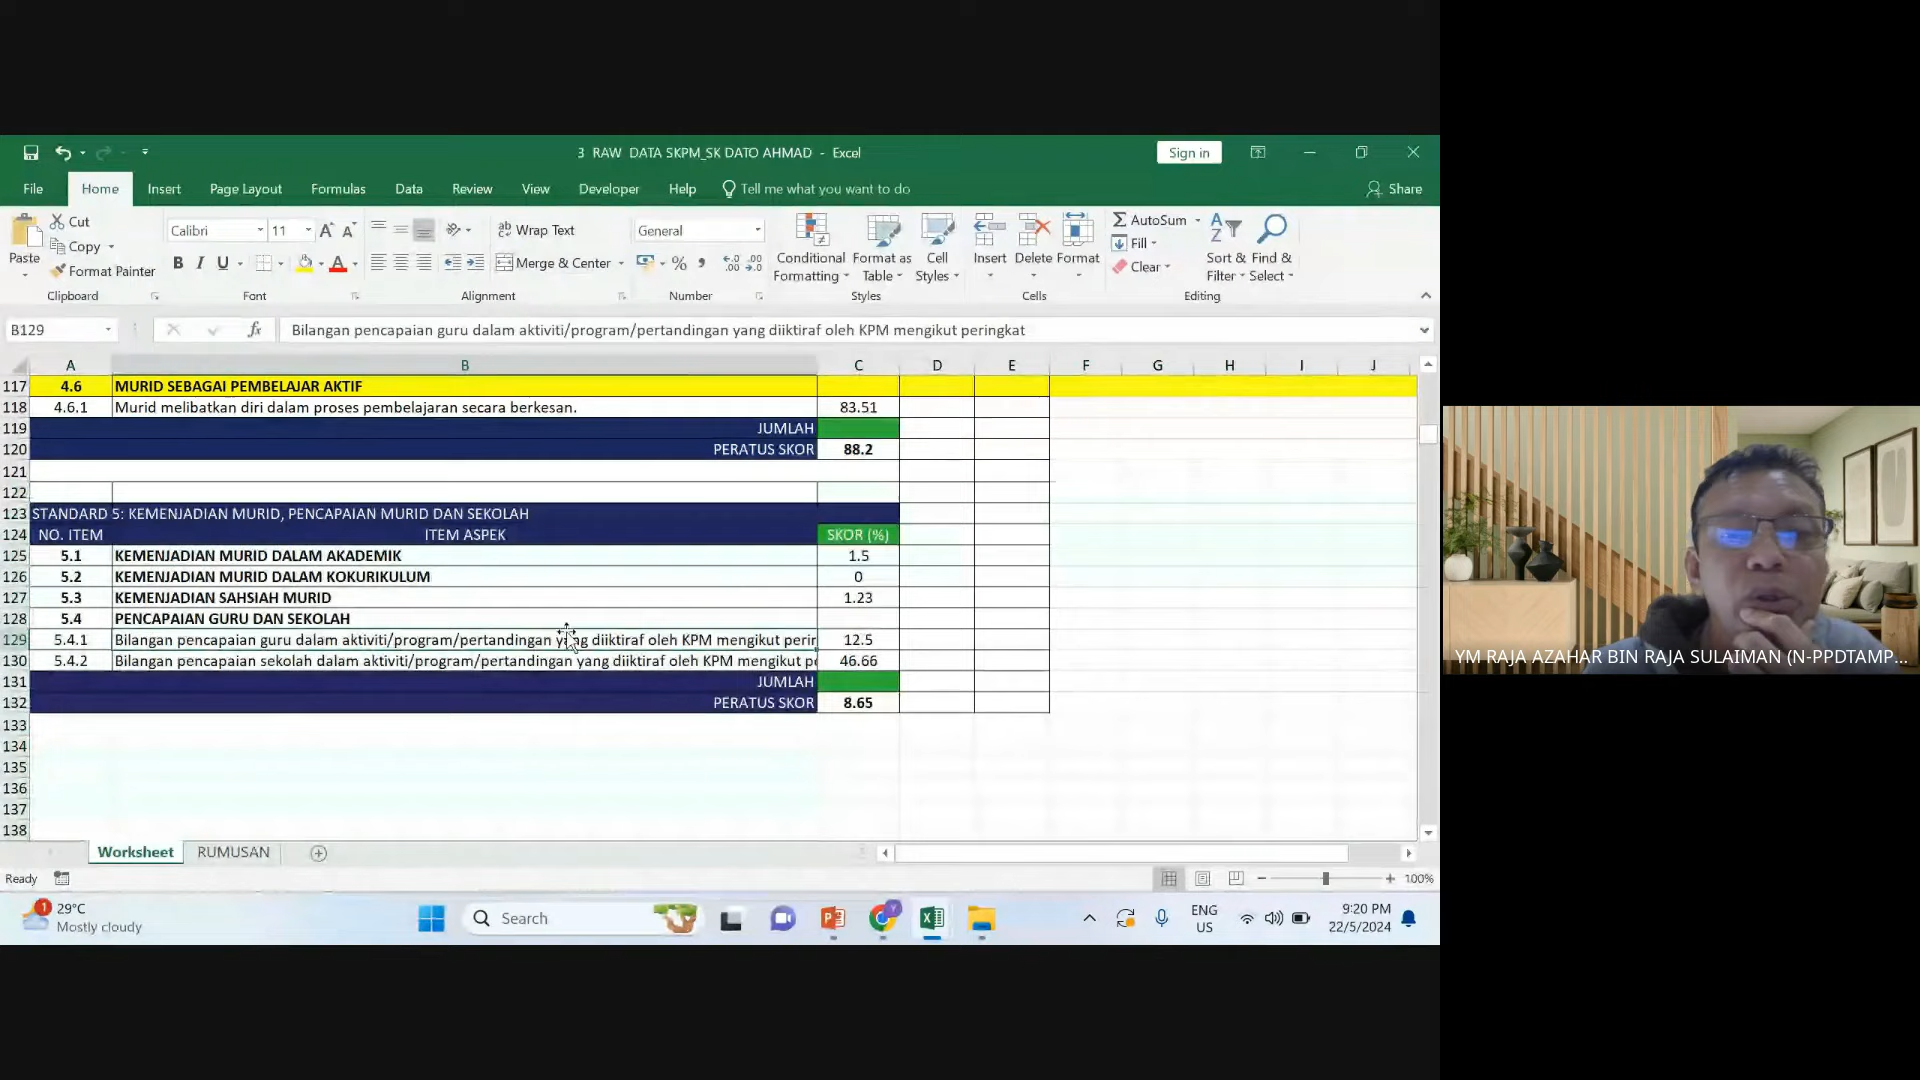 3 RAW DATA SKPM_SK DATO AHMAD - Excel
Sign in
File Home Insert Page Layout Formulas Data Review View Developer Help Tell me what you want to do Share
Paste Cut Copy Format Painter
Calibri 11 A A
B I U A
Wrap Text
Merge & Center
General
% ,
Conditional Formatting Format as Table Cell Styles
Insert Delete Format
AutoSum Fill Clear
Sort & Filter Find & Select
Clipboard Font Alignment Number Styles Cells Editing
B129 fx Bilangan pencapaian guru dalam aktiviti/program/pertandingan yang diiktiraf oleh KPM mengikut peringkat
A B C D E F G H I J
117 4.6 MURID SEBAGAI PEMBELAJAR AKTIF
118 4.6.1 Murid melibatkan diri dalam proses pembelajaran secara berkesan. 83.51
119 JUMLAH
120 PERATUS SKOR 88.2
121
122
123 STANDARD 5: KEMENJADIAN MURID, PENCAPAIAN MURID DAN SEKOLAH
124 NO. ITEM ITEM ASPEK SKOR (%)
125 5.1 KEMENJADIAN MURID DALAM AKADEMIK 1.5
126 5.2 KEMENJADIAN MURID DALAM KOKURIKULUM 0
127 5.3 KEMENJADIAN SAHSIAH MURID 1.23
128 5.4 PENCAPAIAN GURU DAN SEKOLAH
129 5.4.1 Bilangan pencapaian guru dalam aktiviti/program/pertandingan yang diiktiraf oleh KPM mengikut perin 12.5
130 5.4.2 Bilangan pencapaian sekolah dalam aktiviti/program/pertandingan yang diiktiraf oleh KPM mengikut p 46.66
131 JUMLAH
132 PERATUS SKOR 8.65
133
134
135
136
137
138
Worksheet RUMUSAN
Ready 100%
1 29°C
Mostly cloudy
Search
ENG
US
9:20 PM
22/5/2024
YM RAJA AZAHAR BIN RAJA SULAIMAN (N-PPDTAMP...